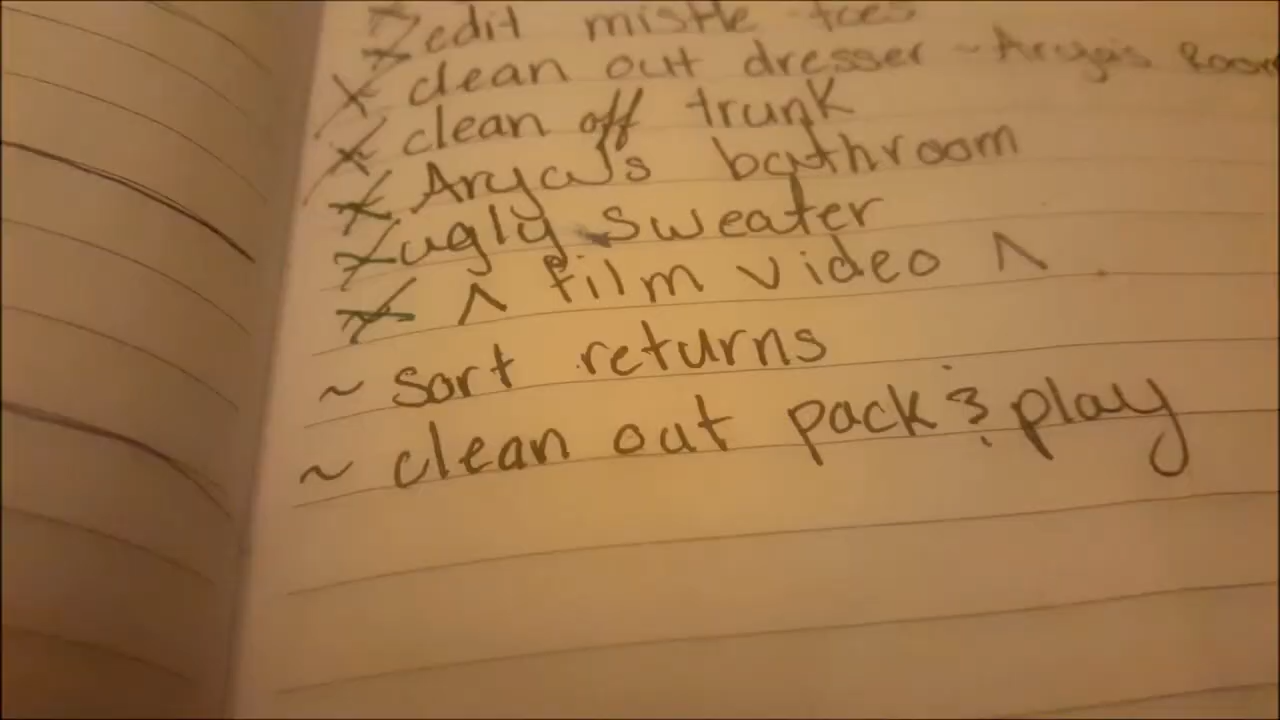 edit mistle toes
clean out dresser ~ Arya's Room
clean off trunk
Arya's bathroom
ugly sweater
^ film video ^
~ sort returns
~ clean out pack & play